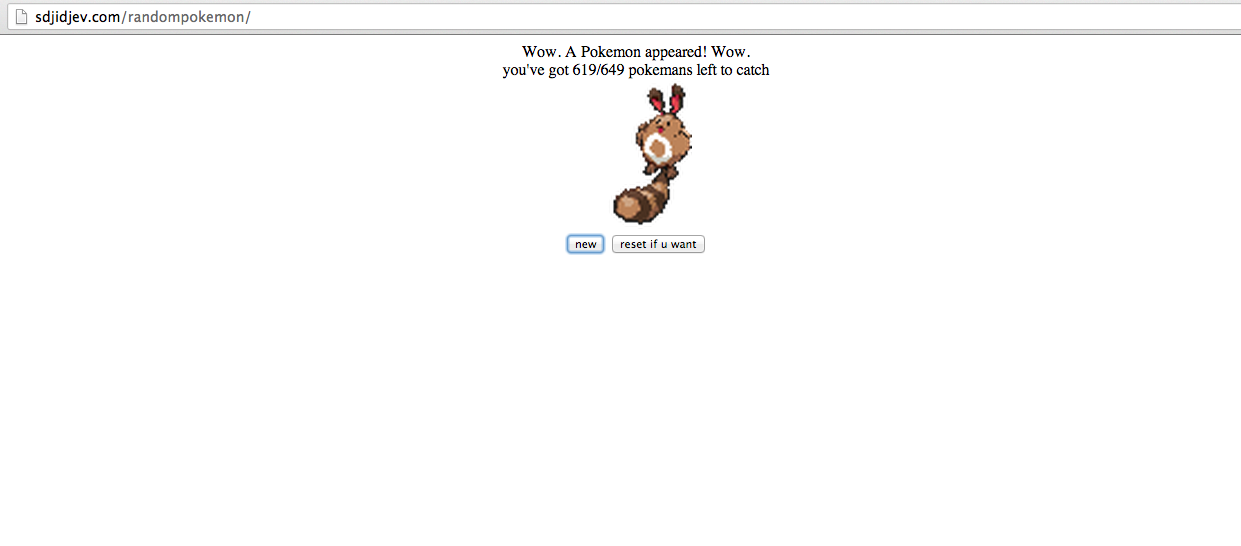 sdjidjev.com/randompokemon/
Wow. A Pokemon appeared! Wow.
you've got 619/649 pokemans left to catch
new
reset if u want